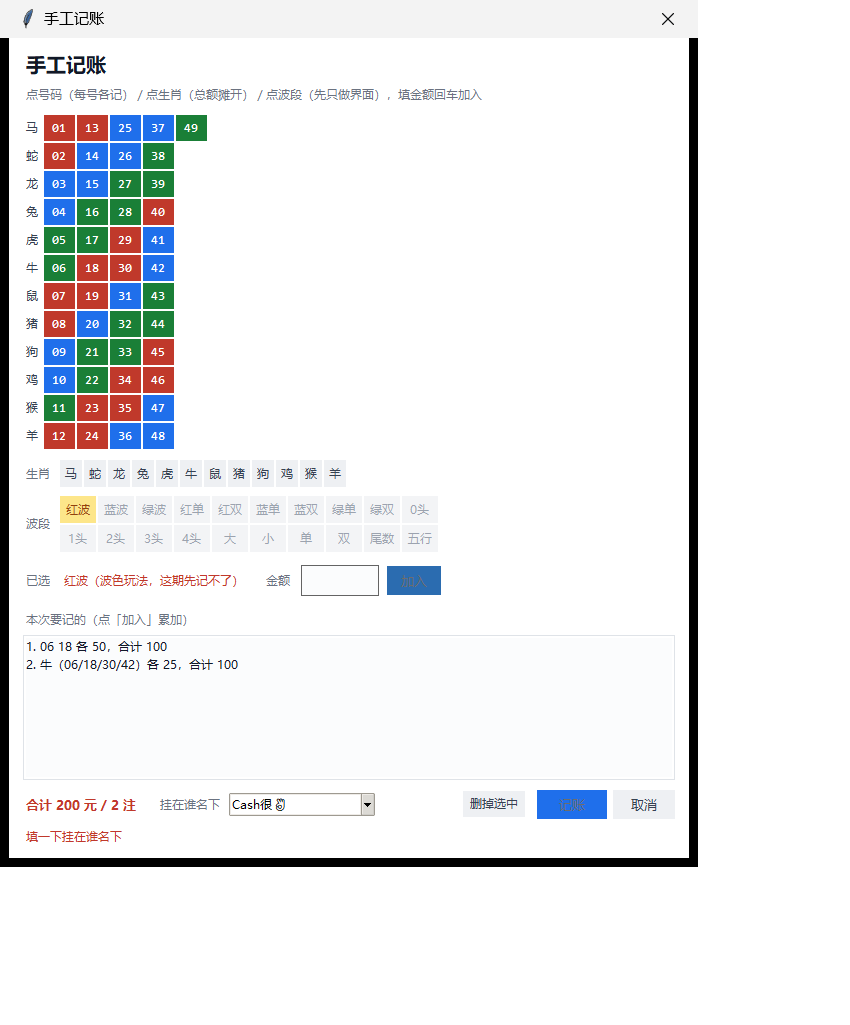 手工记账
手工记账
点号码（每号各记） / 点生肖（总额摊开） / 点波段（先只做界面），填金额回车加入
马 01 13 25 37 49
蛇 02 14 26 38
龙 03 15 27 39
兔 04 16 28 40
虎 05 17 29 41
牛 06 18 30 42
鼠 07 19 31 43
猪 08 20 32 44
狗 09 21 33 45
鸡 10 22 34 46
猴 11 23 35 47
羊 12 24 36 48
生肖 马 蛇 龙 兔 虎 牛 鼠 猪 狗 鸡 猴 羊
波段 红波 蓝波 绿波 红单 红双 蓝单 蓝双 绿单 绿双 0头
1头 2头 3头 4头 大 小 单 双 尾数 五行
已选 红波（波色玩法，这期先记不了） 金额 加入
本次要记的（点「加入」累加）
1. 06 18 各 50，合计 100
2. 牛（06/18/30/42）各 25，合计 100
合计 200 元 / 2 注 挂在谁名下 Cash很✌ 删掉选中 记账 取消
填一下挂在谁名下